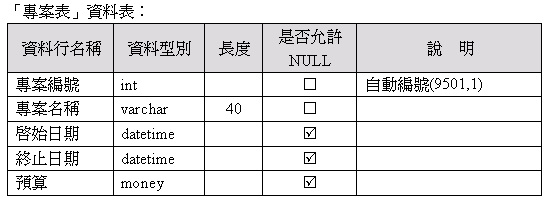 「專案表」資料表：
資料行名稱 資料型別 長度 是否允許 NULL 說 明
專案編號 int ☐ 自動編號(9501,1)
專案名稱 varchar 40 ☐
啓始日期 datetime ☑
終止日期 datetime ☑
預算 money ☑